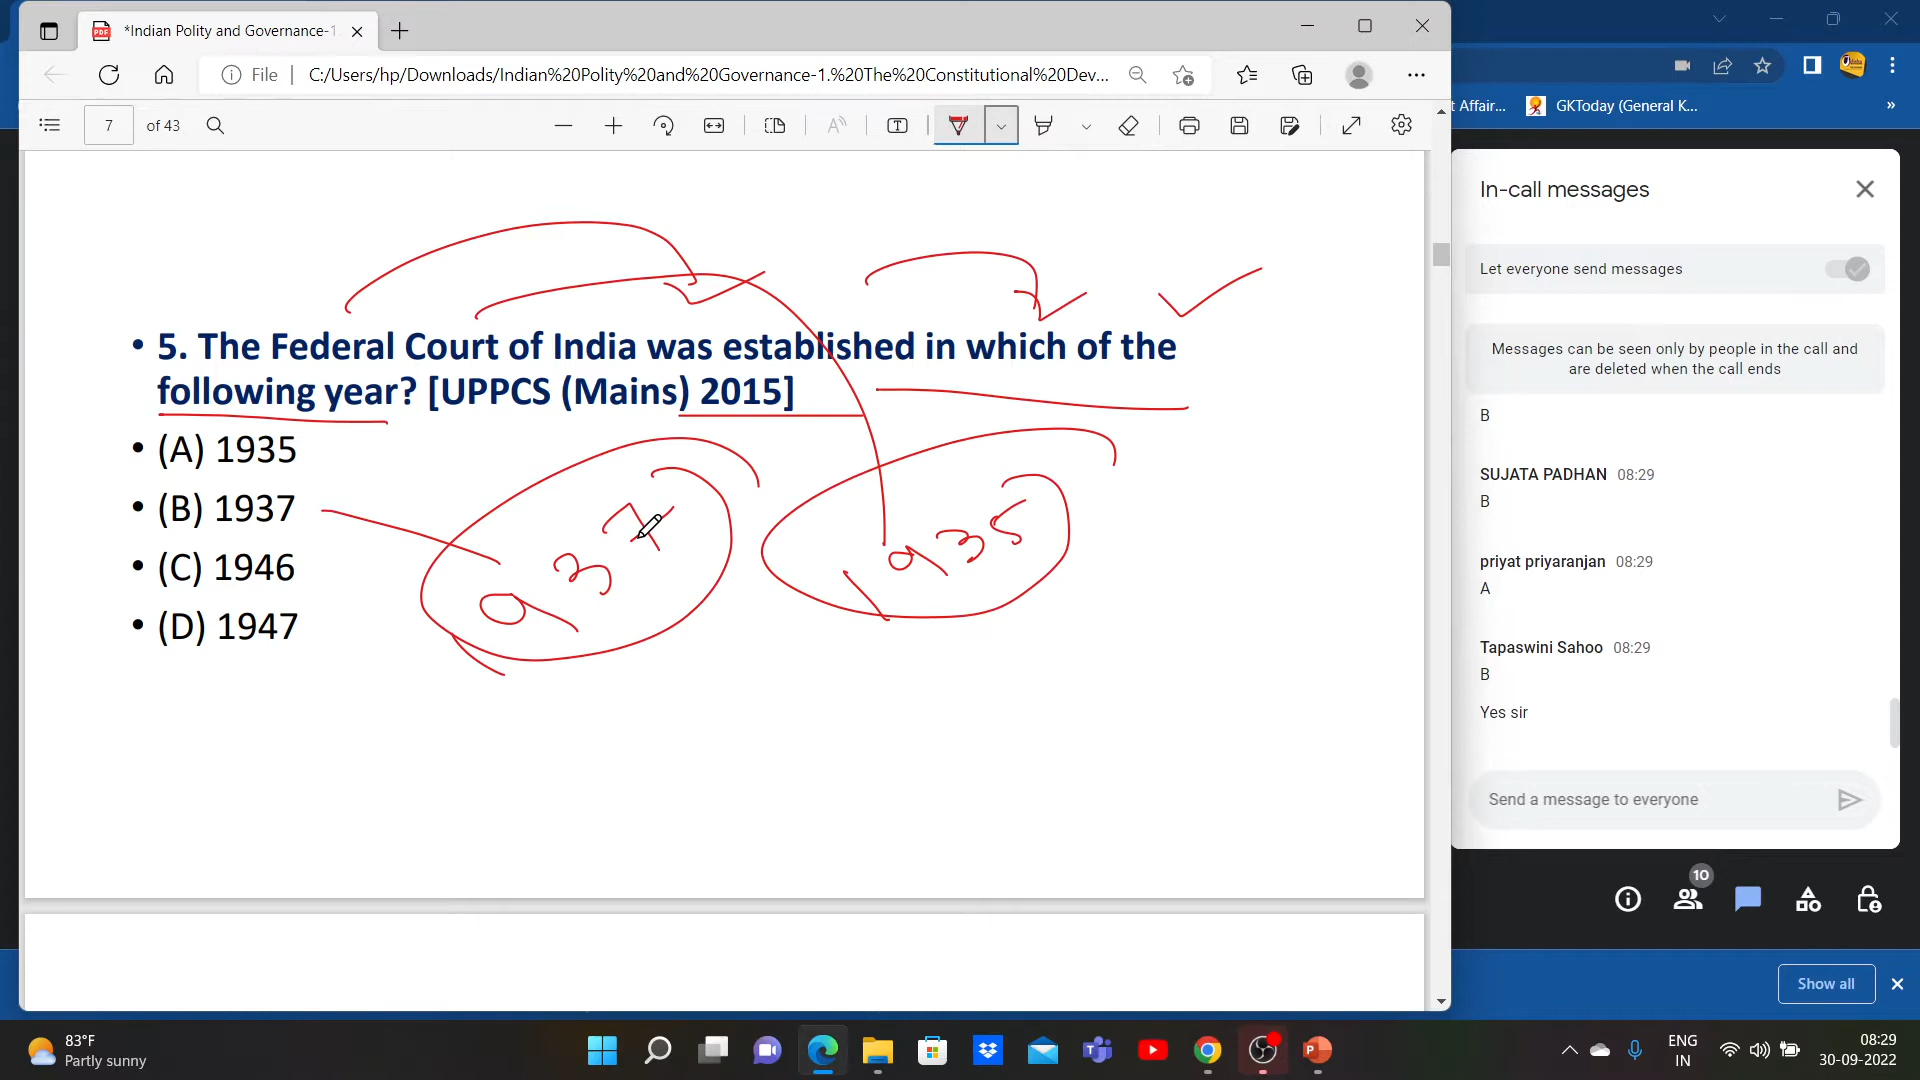 *Indian Polity and Governance-1
File
C:/Users/hp/Downloads/Indian%20Polity%20and%20Governance-1.%20The%20Constitutional%20Dev...
t Affair...
GKToday (General K...
7 of 43
In-call messages
Let everyone send messages
Messages can be seen only by people in the call and
are deleted when the call ends
B
SUJATA PADHAN 08:29
B
priyat priyaranjan 08:29
A
Tapaswini Sahoo 08:29
B
Yes sir
Send a message to everyone
• 5. The Federal Court of India was established in which of the
following year? [UPPCS (Mains) 2015]
• (A) 1935
• (B) 1937
• (C) 1946
• (D) 1947
1937
1935
10
Show all
83°F
Partly sunny
ENG
IN
08:29
30-09-2022